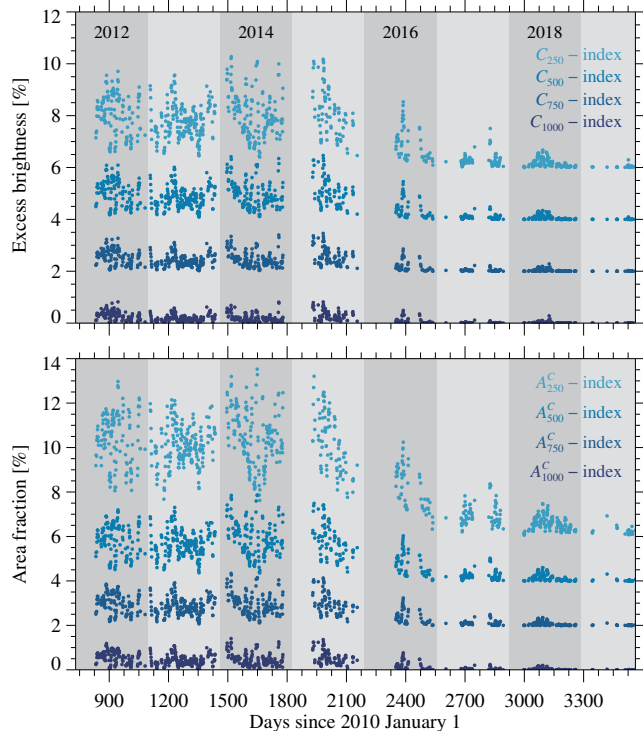 12
10
8
6
4
2
0
Excess brightness [%]
2012
2014
2016
2018
C250 – index
C500 – index
C750 – index
C1000 – index
14
12
10
8
6
4
2
0
Area fraction [%]
A^C_250 – index
A^C_500 – index
A^C_750 – index
A^C_1000 – index
900 1200 1500 1800 2100 2400 2700 3000 3300
Days since 2010 January 1